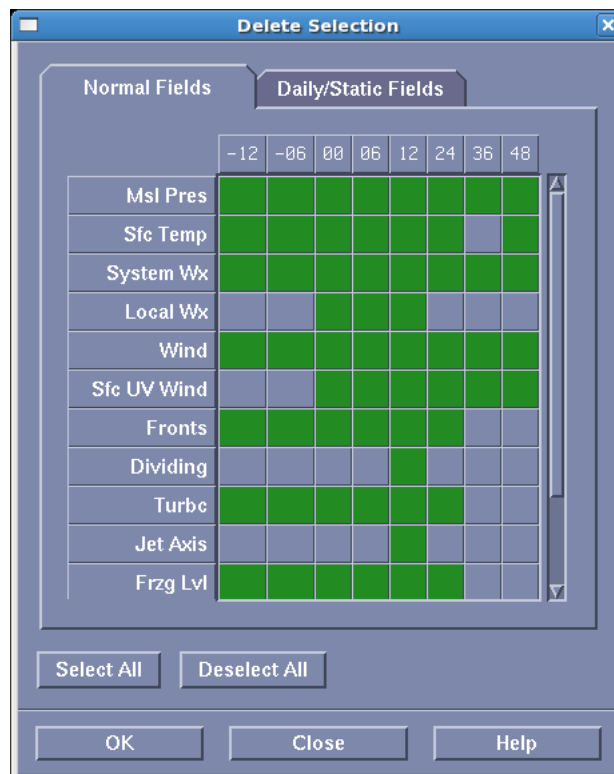 Delete Selection
Normal Fields Daily/Static Fields
-12 -06 00 06 12 24 36 48
Msl Pres
Sfc Temp
System Wx
Local Wx
Wind
Sfc UV Wind
Fronts
Dividing
Turbc
Jet Axis
Frzg Lvl
Select All Deselect All
OK Close Help